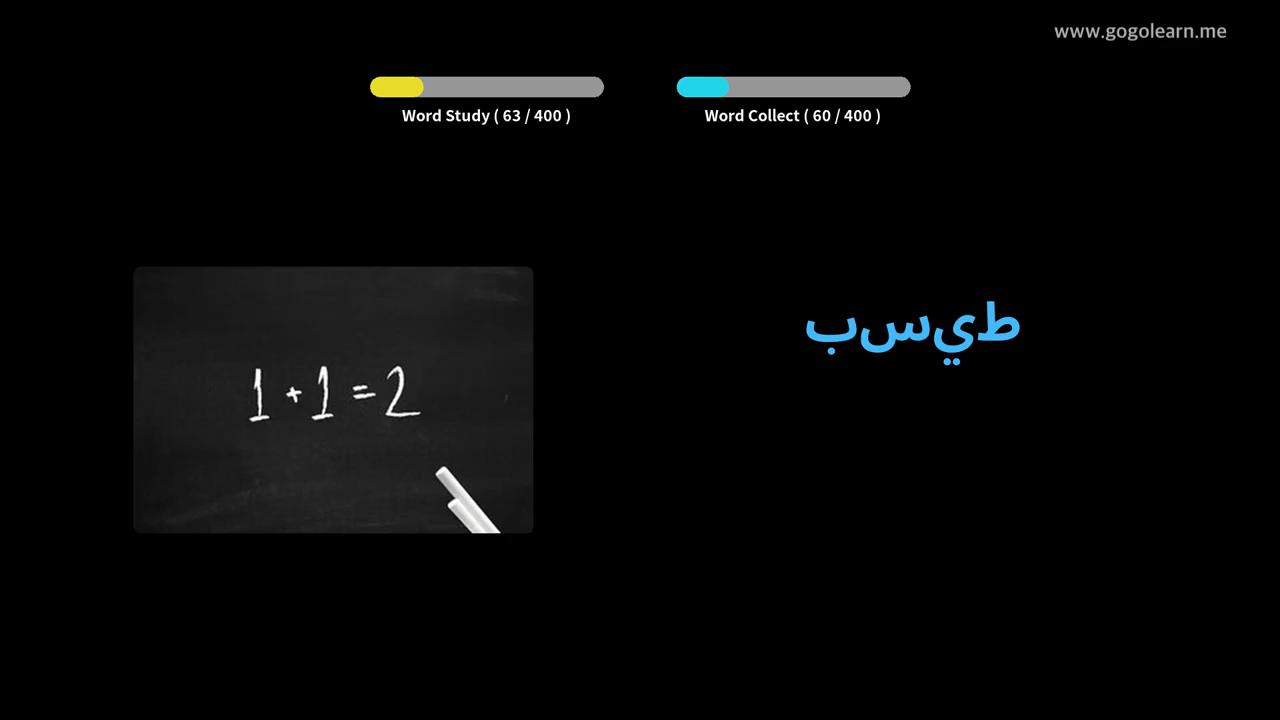 www.gogolearn.me
Word Study ( 63 / 400 )
Word Collect ( 60 / 400 )
1 + 1 = 2
بسيط